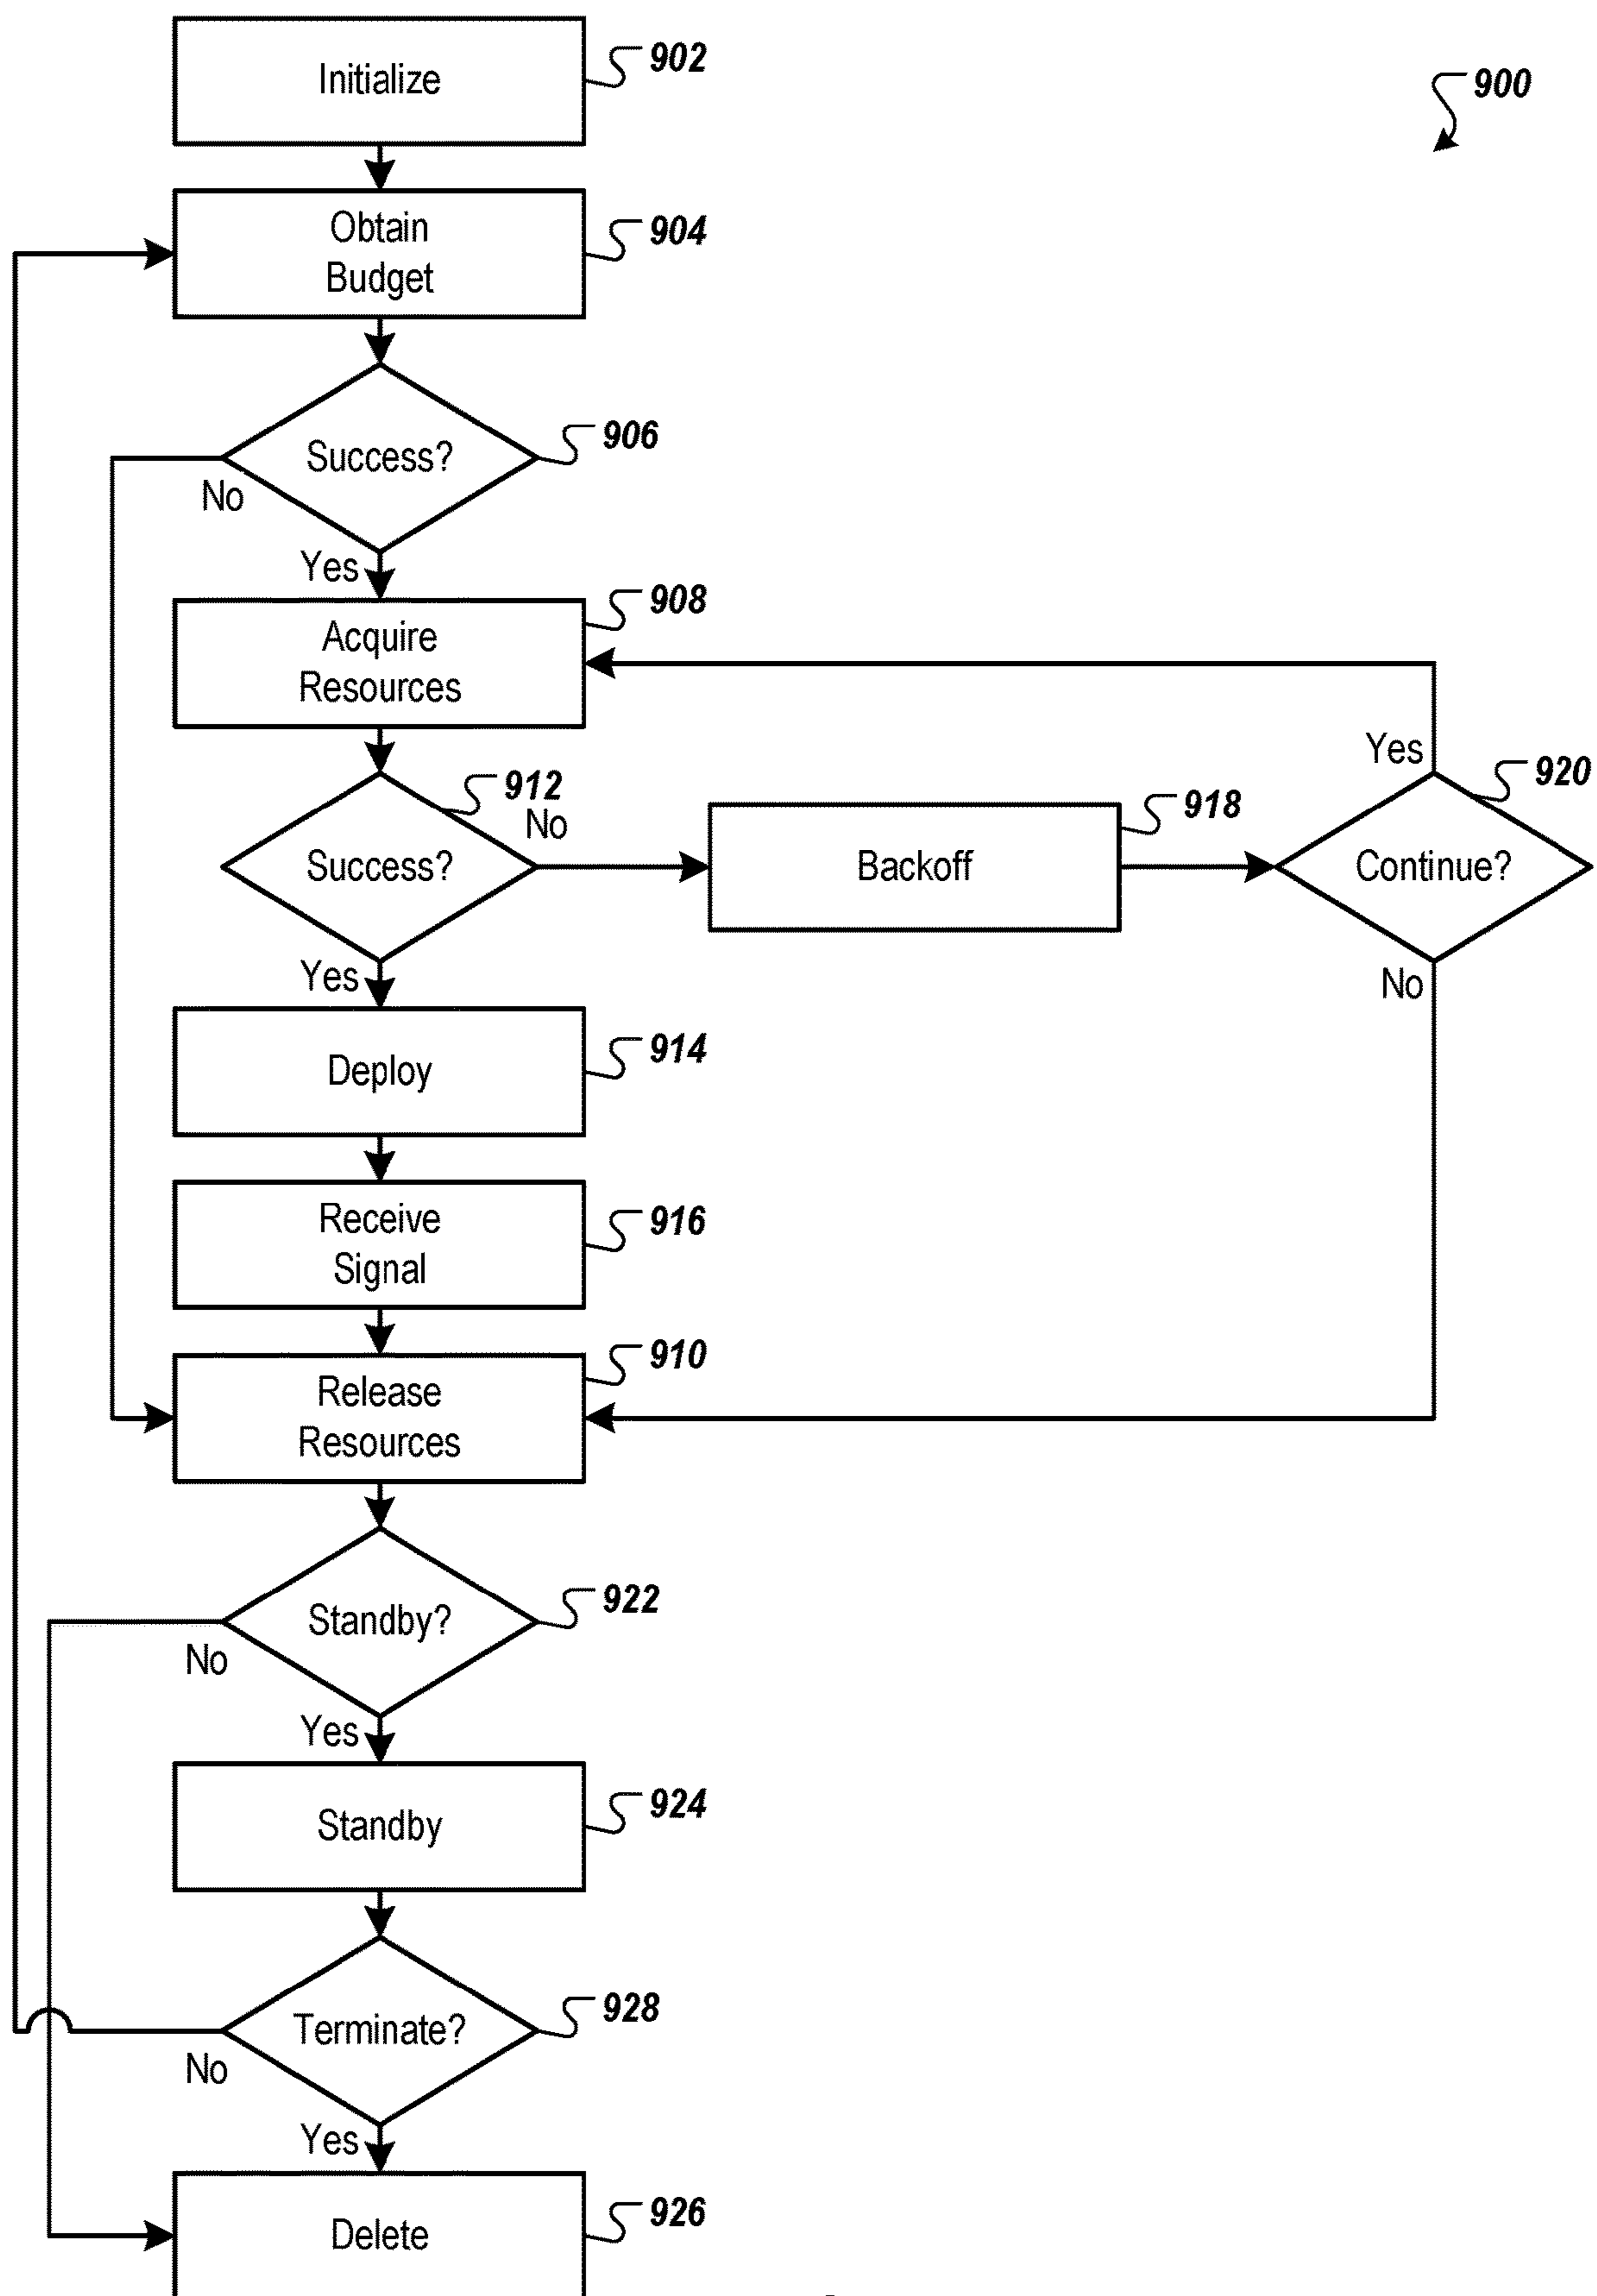 Initialize
902
900
Obtain
Budget
904
Success?
906
No
Yes
908
Acquire
Resources
Yes
920
912
No
918
Success?
Backoff
Continue?
Yes
No
Deploy
914
Receive
Signal
916
910
Release
Resources
Standby?
922
No
Yes
Standby
924
Terminate?
928
No
Yes
Delete
926